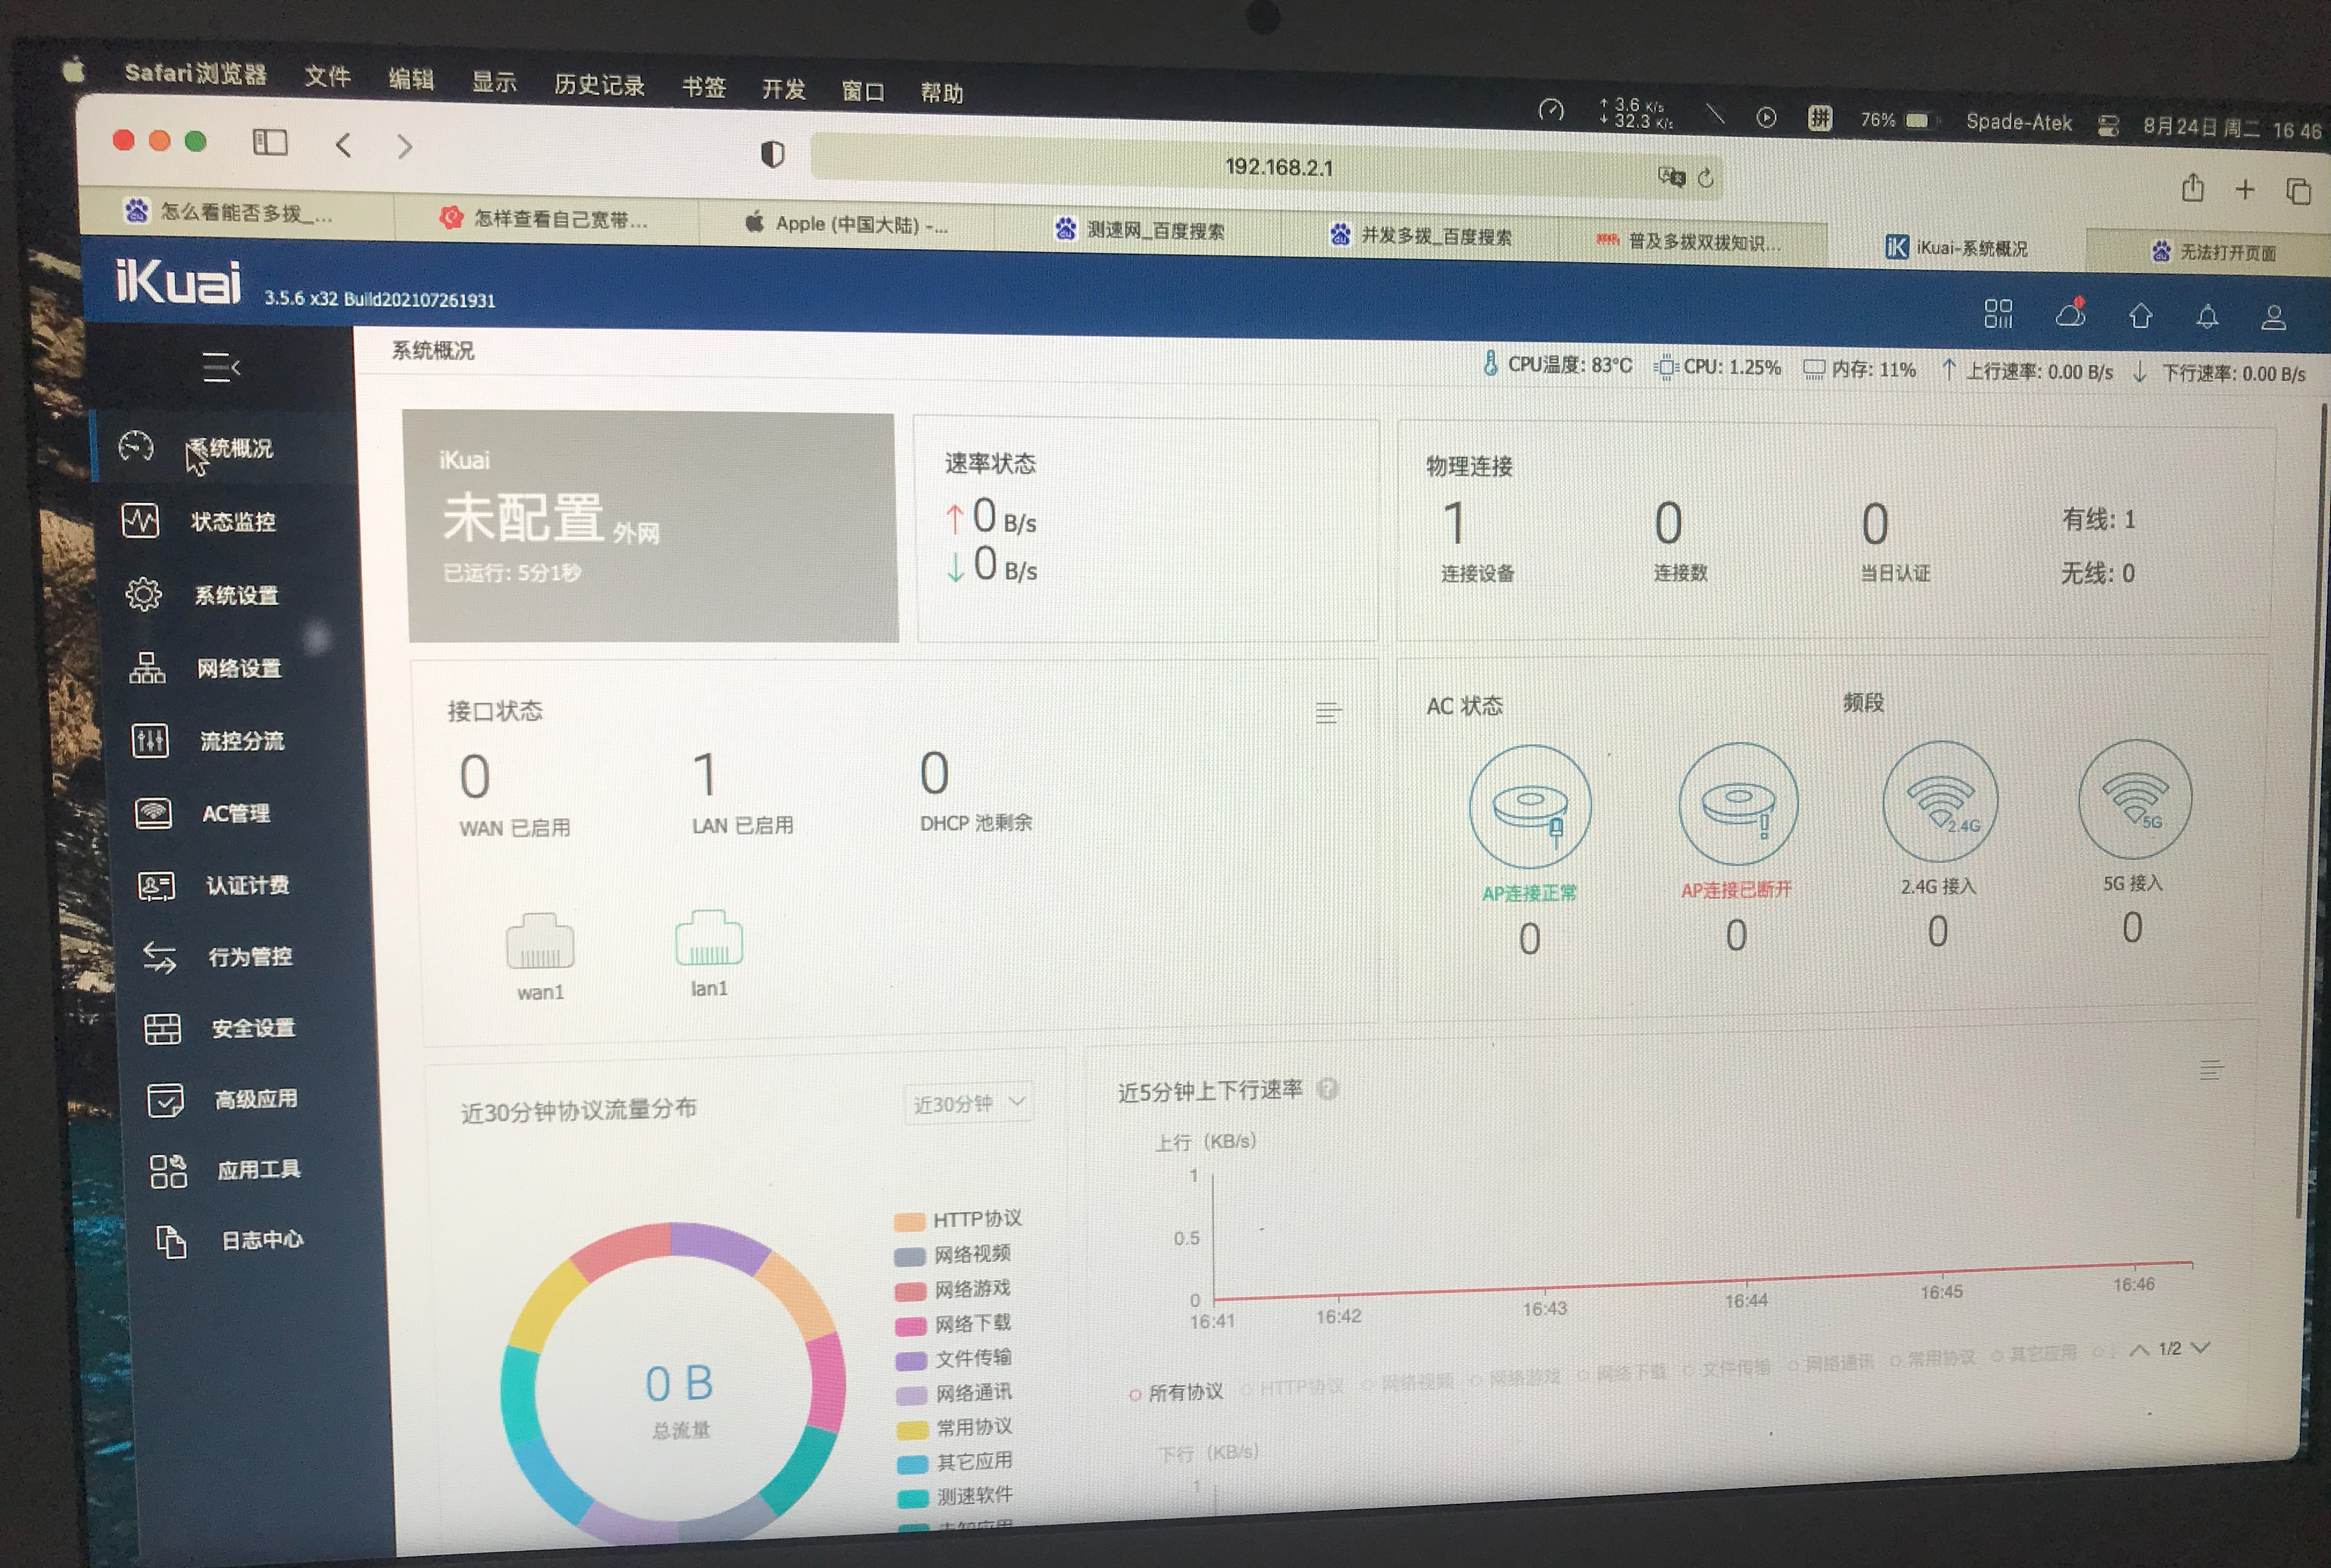 Safari浏览器 文件 编辑 显示 历史记录 书签 开发 窗口 帮助
↑ 3.6 K/s
↓ 32.3 K/s
拼 76% Spade-Atek 8月24日 周二 16 46
192.168.2.1
怎么看能否多拨_...
怎样查看自己宽带...
Apple (中国大陆) -...
测速网_百度搜索
并发多拨_百度搜索
普及多拨双拨知识...
iKuai-系统概况
无法打开页面
iKuai 3.5.6 x32 Build202107261931
系统概况
CPU温度: 83°C CPU: 1.25% 内存: 11% ↑ 上行速率: 0.00 B/s ↓ 下行速率: 0.00 B/s
系统概况
状态监控
系统设置
网络设置
流控分流
AC管理
认证计费
行为管控
安全设置
高级应用
应用工具
日志中心
iKuai
未配置 外网
已运行: 5分1秒
速率状态
↑ 0 B/s
↓ 0 B/s
物理连接
1 0 0 有线: 1
连接设备 连接数 当日认证 无线: 0
接口状态
0 1 0
WAN 已启用 LAN 已启用 DHCP 池剩余
wan1 lan1
AC 状态 频段
2.4G 5G
AP连接正常 AP连接已断开 2.4G 接入 5G 接入
0 0 0 0
近30分钟协议流量分布 近30分钟
0 B
总流量
HTTP协议
网络视频
网络游戏
网络下载
文件传输
网络通讯
常用协议
其它应用
测速软件
未知应用
近5分钟上下行速率 ?
上行 (KB/s)
1
0.5
0
16:41 16:42 16:43 16:44 16:45 16:46
所有协议 HTTP协议 网络视频 网络游戏 网络下载 文件传输 网络通讯 常用协议 其它应用 1/2
下行 (KB/s)
1